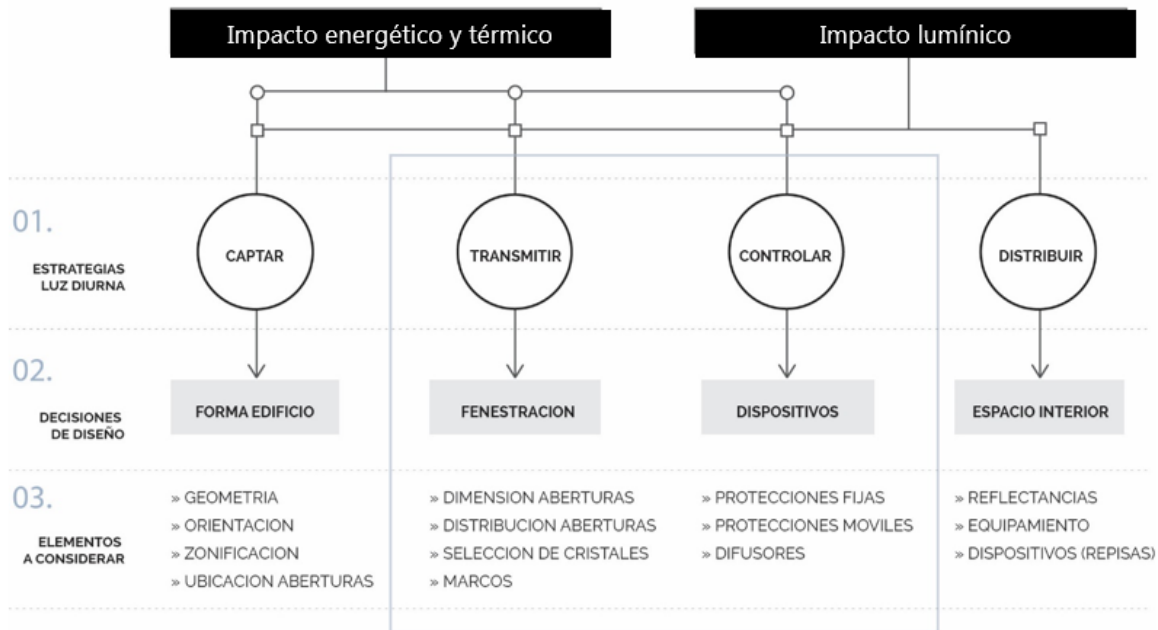 Impacto energético y térmico
Impacto lumínico
01.
ESTRATEGIAS
LUZ DIURNA
CAPTAR
TRANSMITIR
CONTROLAR
DISTRIBUIR
02.
DECISIONES
DE DISEÑO
FORMA EDIFICIO
FENESTRACION
DISPOSITIVOS
ESPACIO INTERIOR
03.
ELEMENTOS
A CONSIDERAR
» GEOMETRIA
» ORIENTACION
» ZONIFICACION
» UBICACION ABERTURAS
» DIMENSION ABERTURAS
» DISTRIBUCION ABERTURAS
» SELECCION DE CRISTALES
» MARCOS
» PROTECCIONES FIJAS
» PROTECCIONES MOVILES
» DIFUSORES
» REFLECTANCIAS
» EQUIPAMIENTO
» DISPOSITIVOS (REPISAS)